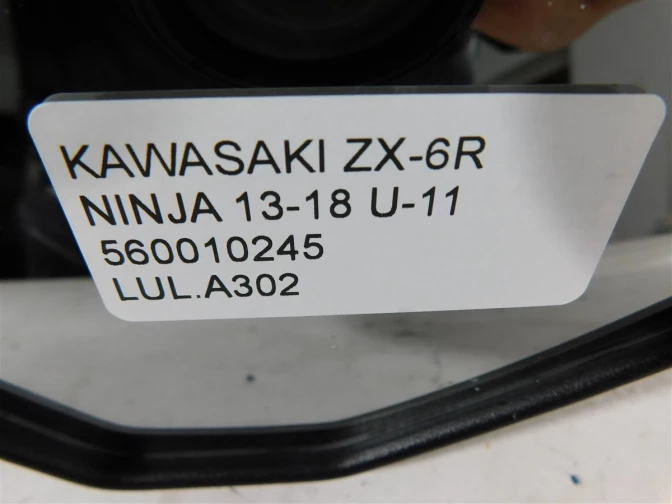 KAWASAKI ZX-6R
NINJA 13-18 U-11
560010245
LUL.A302